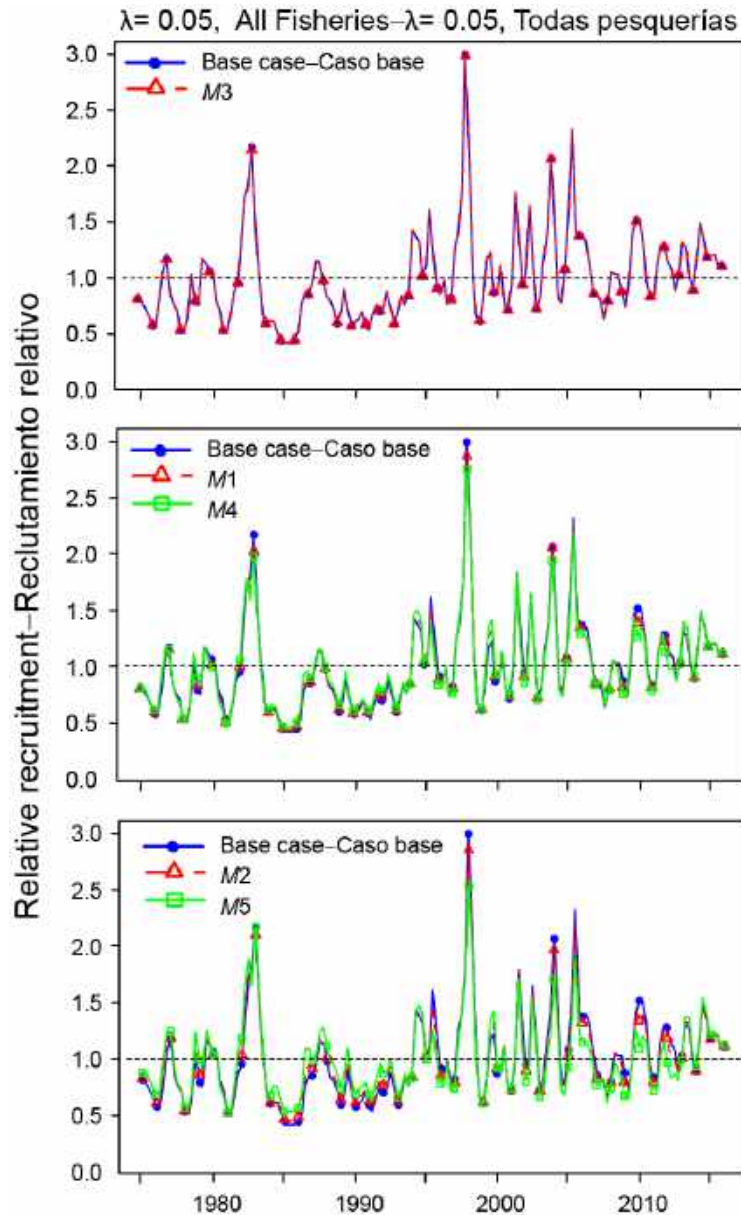 λ= 0.05, All Fisheries–λ= 0.05, Todas pesquerías
Relative recruitment–Reclutamiento relativo
3.0
2.5
2.0
1.5
1.0
0.5
0.0
Base case–Caso base
M3
3.0
2.5
2.0
1.5
1.0
0.5
0.0
Base case–Caso base
M1
M4
3.0
2.5
2.0
1.5
1.0
0.5
0.0
Base case–Caso base
M2
M5
1980 1990 2000 2010